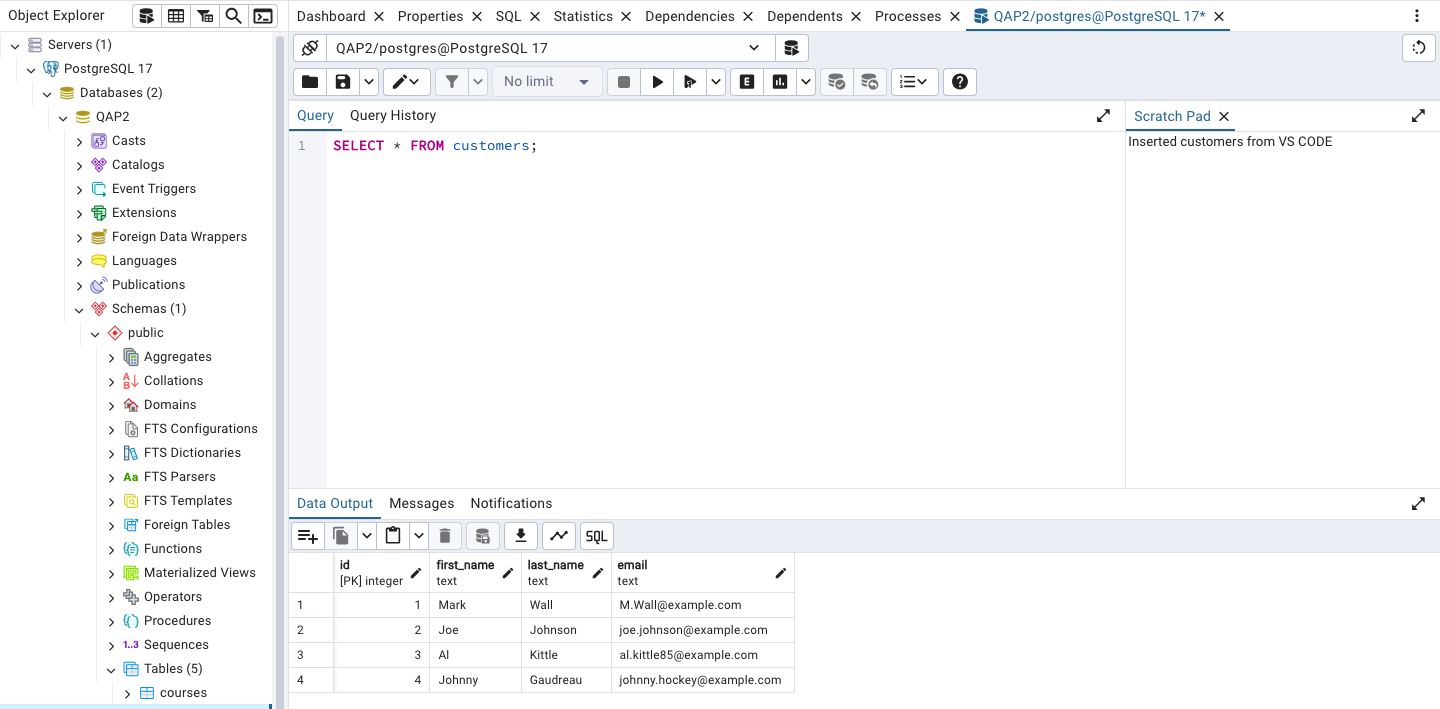 Object Explorer
Dashboard Properties SQL Statistics Dependencies Dependents Processes QAP2/postgres@PostgreSQL 17*
Servers (1)
PostgreSQL 17
Databases (2)
QAP2
Casts
Catalogs
Event Triggers
Extensions
Foreign Data Wrappers
Languages
Publications
Schemas (1)
public
Aggregates
Collations
Domains
FTS Configurations
FTS Dictionaries
Aa FTS Parsers
FTS Templates
Foreign Tables
Functions
Materialized Views
Operators
Procedures
1..3 Sequences
Tables (5)
courses
QAP2/postgres@PostgreSQL 17
No limit E
Query Query History
1 SELECT * FROM customers;
Scratch Pad
Inserted customers from VS CODE
Data Output Messages Notifications
SQL
id first_name last_name email
[PK] integer text text text
1 1 Mark Wall M.Wall@example.com
2 2 Joe Johnson joe.johnson@example.com
3 3 Al Kittle al.kittle85@example.com
4 4 Johnny Gaudreau johnny.hockey@example.com